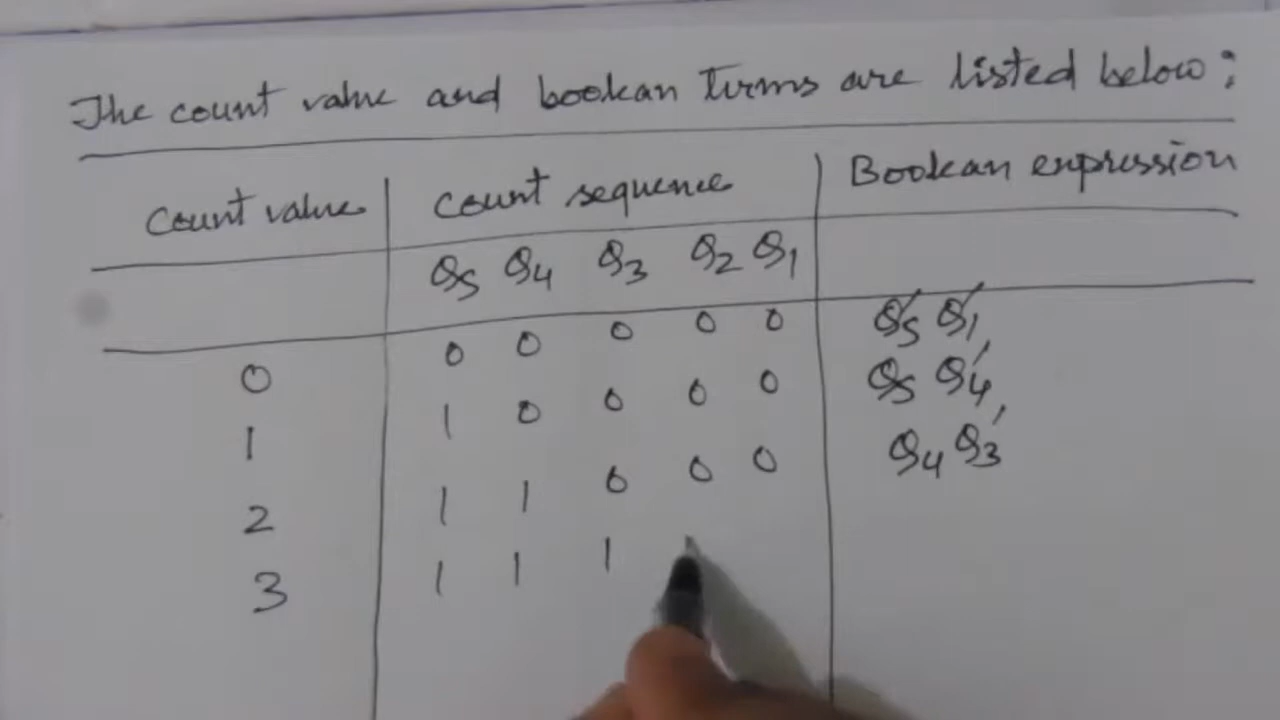 The count value and boolean terms are listed below:
Count value | Count sequence | Boolean expression
Q5 Q4 Q3 Q2 Q1
0 0 0 0 0 0 Q5' Q1'
1 1 0 0 0 0 Q5 Q4'
2 1 1 0 0 0 Q4 Q3'
3 1 1 1